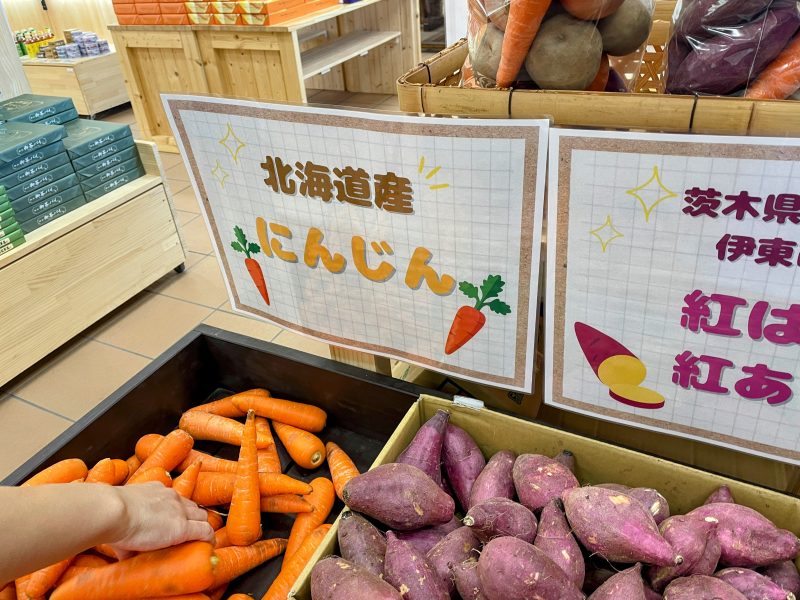 北海道産
にんじん
茨木県
伊東
紅は
紅あ